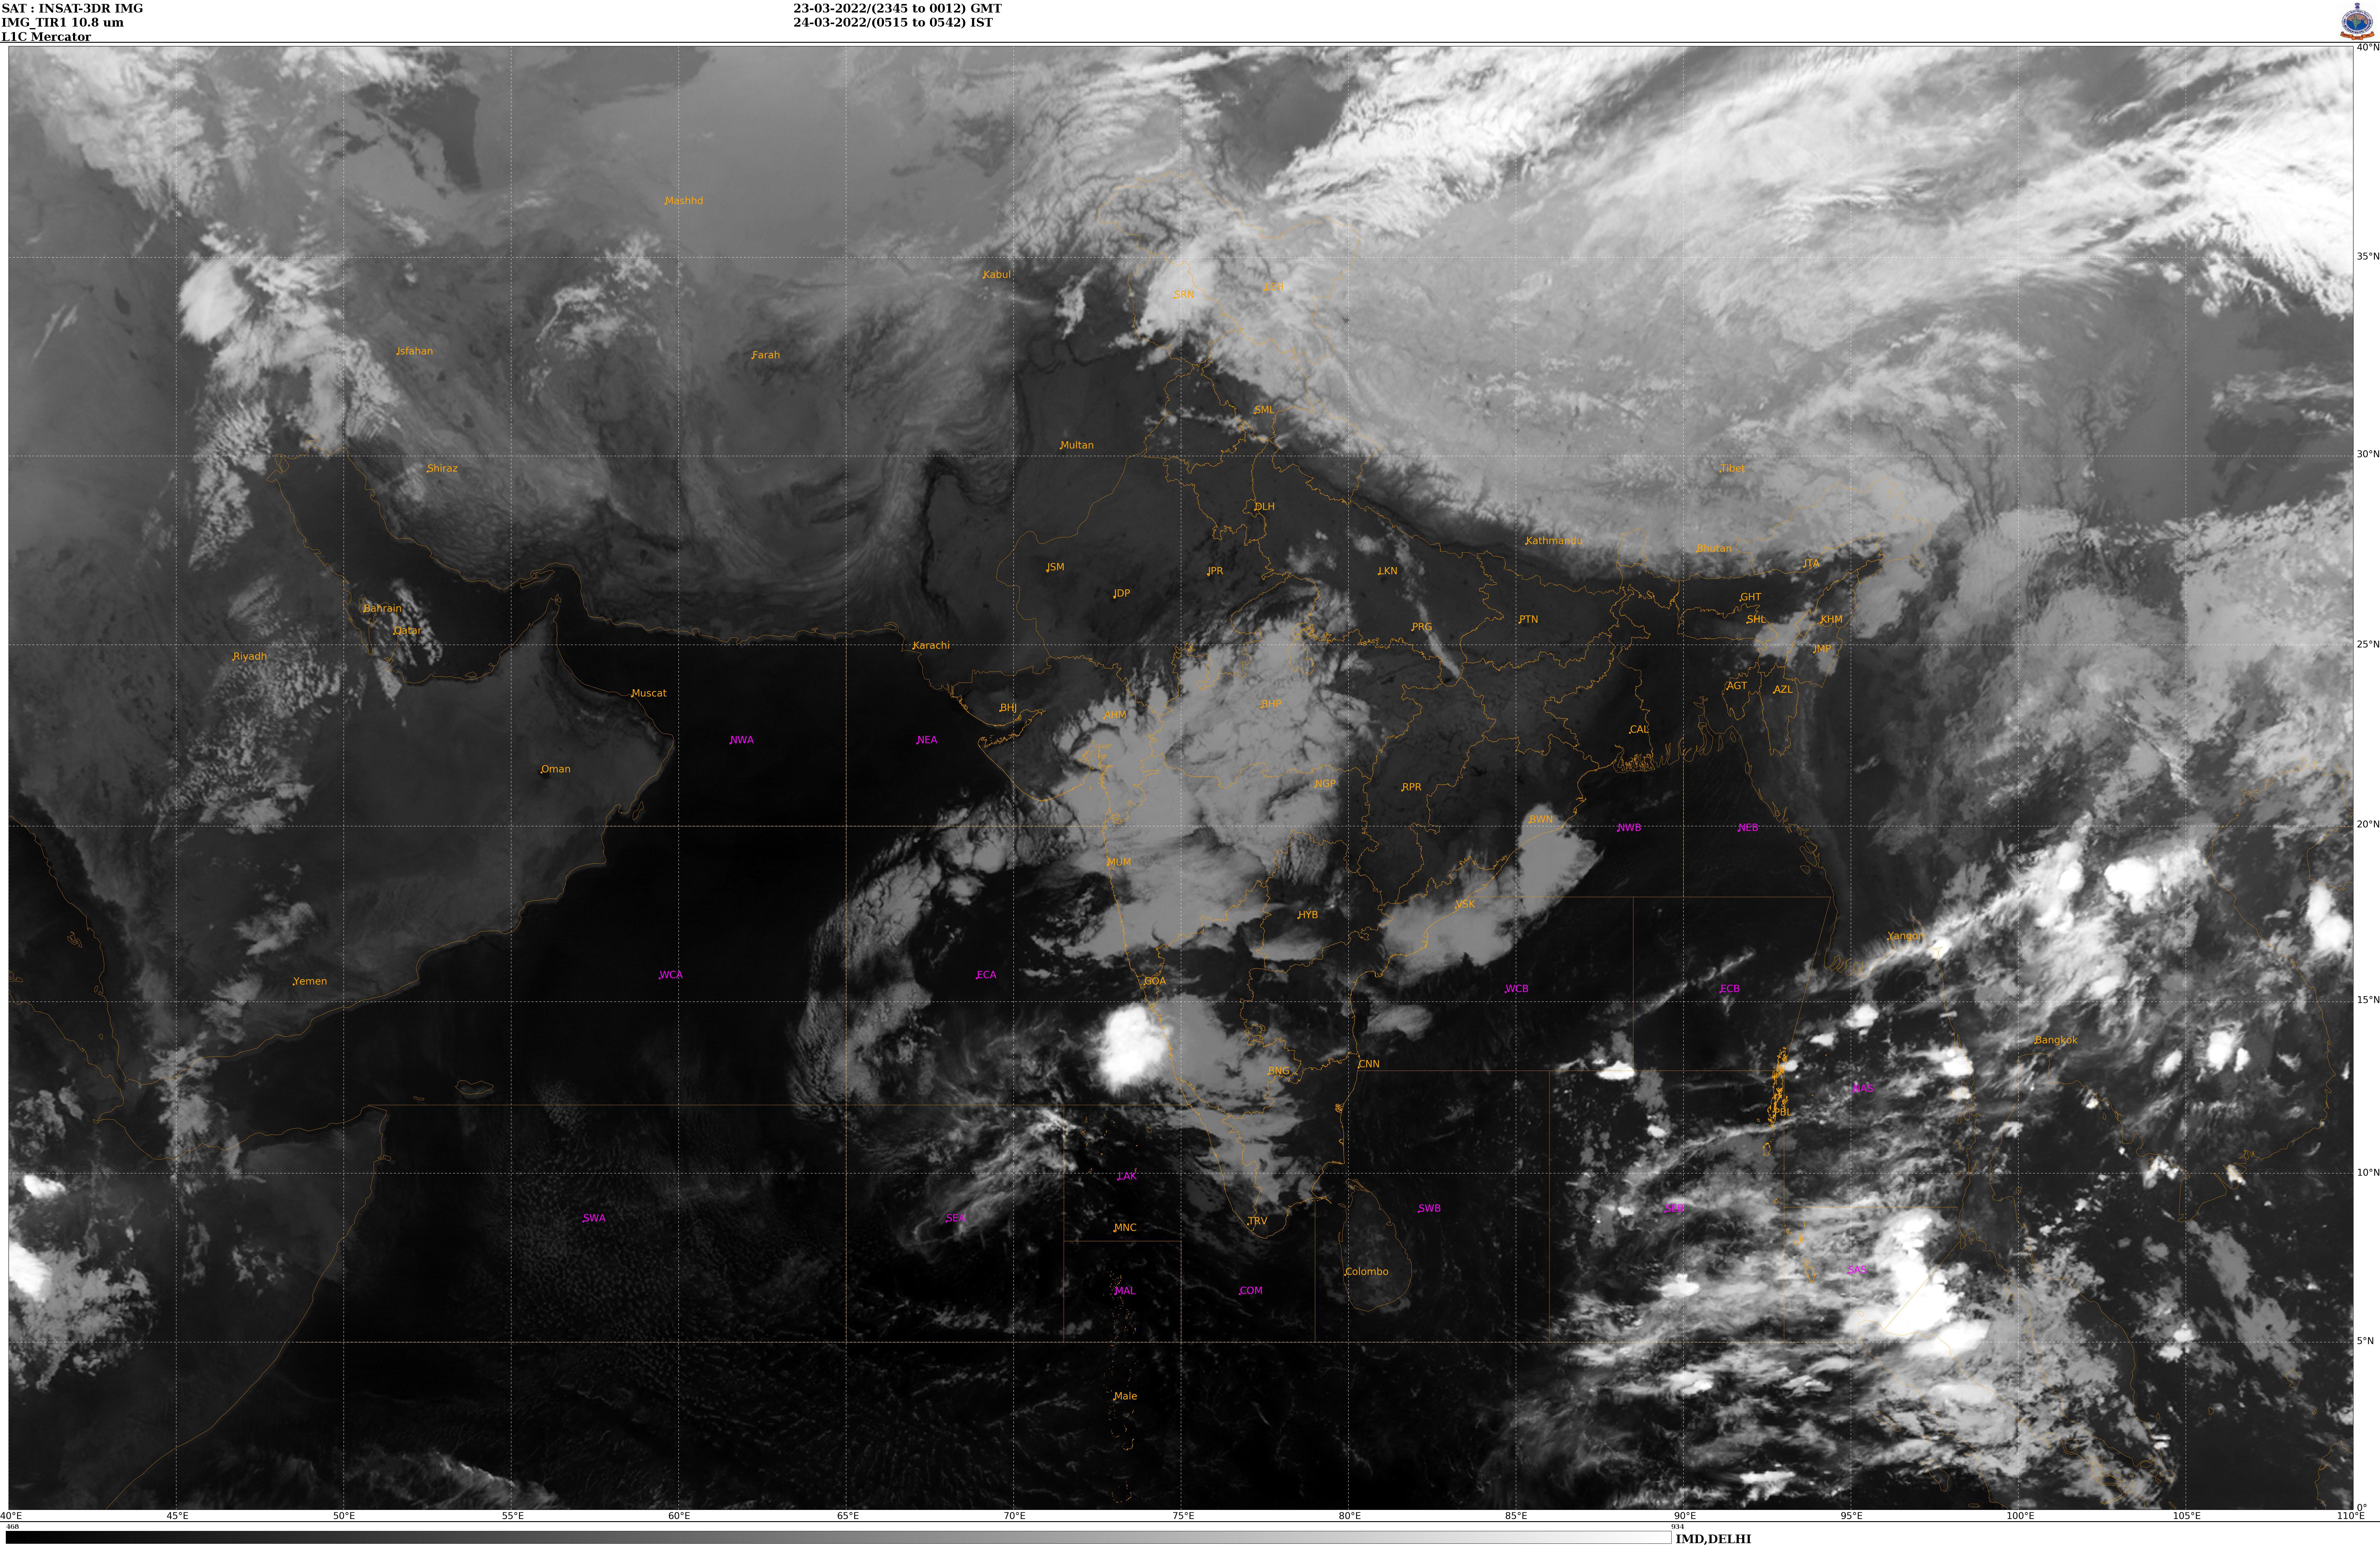 SAT : INSAT-3DR IMG
23-03-2022/(2345 to 0012) GMT
IMG_TIR1 10.8 um
24-03-2022/(0515 to 0542) IST
L1C Mercator
40°N
Mashhd
35°N
Kabul
SRN
Isfahan
Farah
SML
Multan
30°N
Shiraz
Tibet
DLH
Kathmandu
Bhutan
JSM
JPR
LKN
ITA
JDP
GHT
Bahrain
PTN
SHL
KHM
Qatar
PRG
25°N
Karachi
JMP
Riyadh
AGT
AZL
Muscat
BHJ
AHM
BHP
CAL
NWA
NEA
Oman
NGP
RPR
BWN
NWB
NEB
20°N
MUM
VSK
HYB
Yangon
WCA
ECA
Yemen
GOA
WCB
ECB
15°N
Bangkok
CNN
BNG
NAS
PBL
10°N
LAK
SWB
SEB
SWA
SEA
TRV
MNC
Colombo
SAS
MAL
COM
5°N
Male
0°
40°E
45°E
50°E
55°E
60°E
65°E
70°E
75°E
80°E
85°E
90°E
95°E
100°E
105°E
110°E
468
934
IMD,DELHI